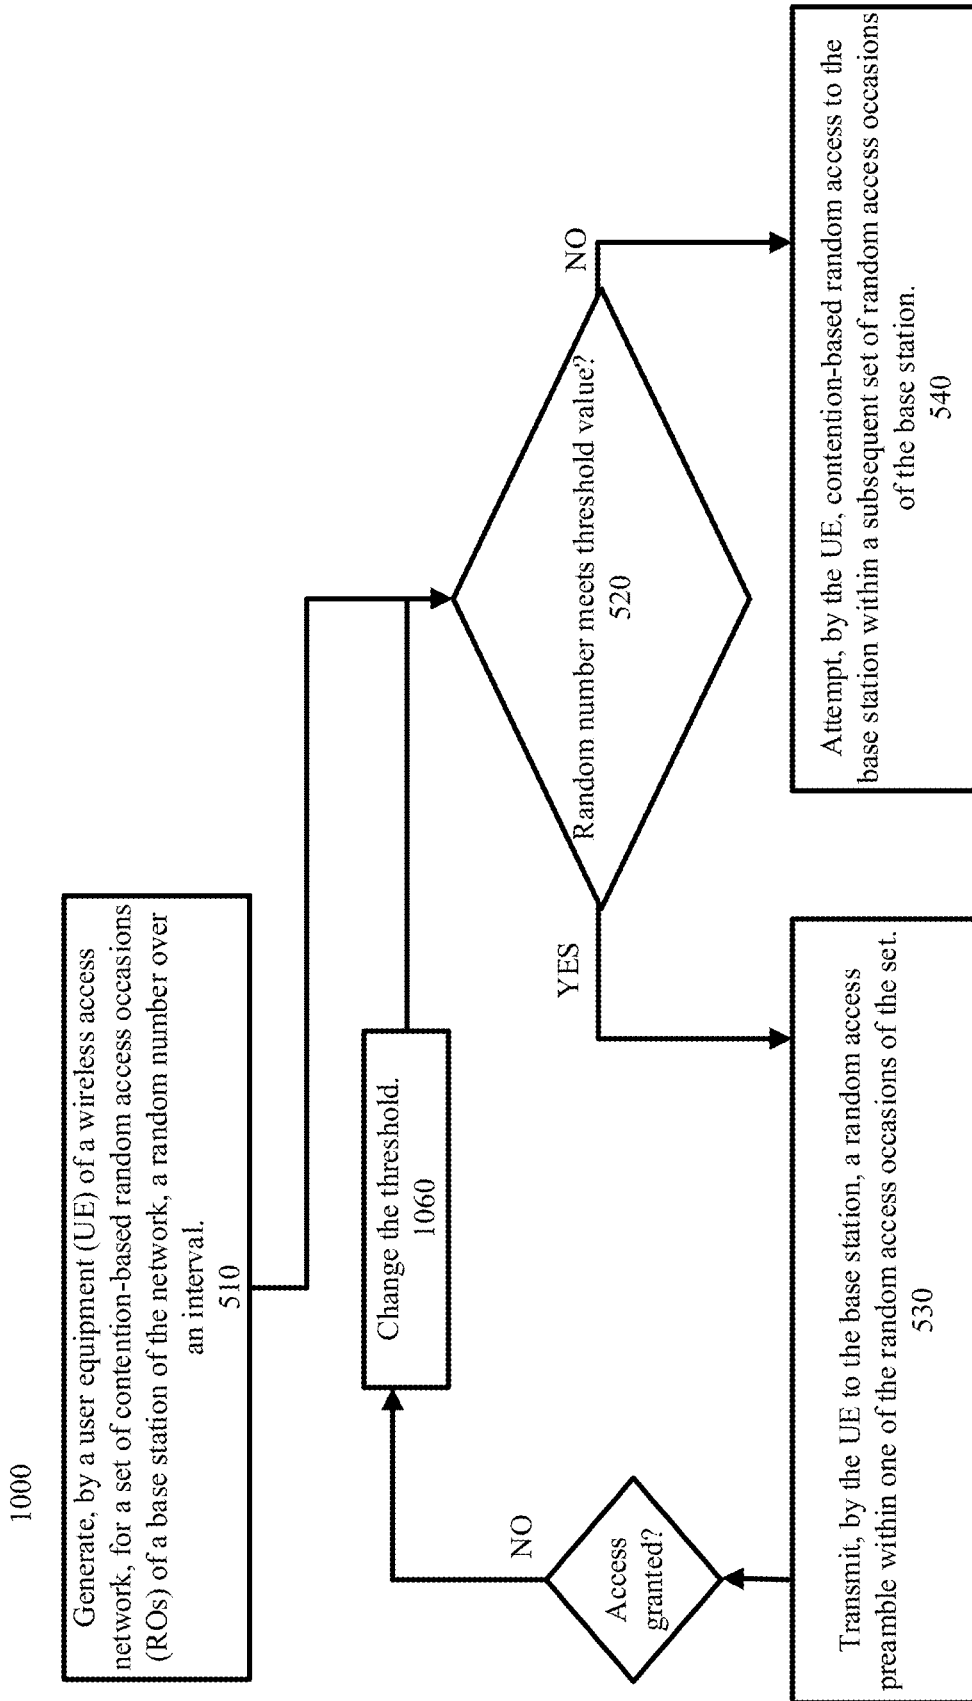 1000
Generate, by a user equipment (UE) of a wireless access
network, for a set of contention-based random access occasions
(ROs) of a base station of the network, a random number over
an interval.
510
Change the threshold.
1060
Random number meets threshold value?
520
YES
NO
Access
granted?
NO
Transmit, by the UE to the base station, a random access
preamble within one of the random access occasions of the set.
530
Attempt, by the UE, contention-based random access to the
base station within a subsequent set of random access occasions
of the base station.
540